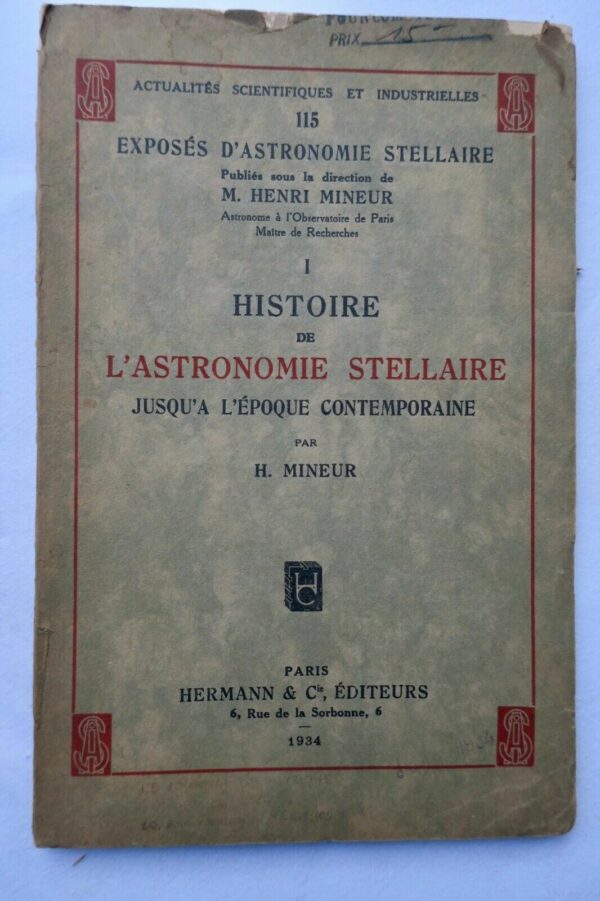 PRIX 15
ACTUALITÉS SCIENTIFIQUES ET INDUSTRIELLES
115
EXPOSÉS D'ASTRONOMIE STELLAIRE
Publiés sous la direction de
M. HENRI MINEUR
Astronome à l'Observatoire de Paris
Maître de Recherches
I
HISTOIRE
DE
L'ASTRONOMIE STELLAIRE
JUSQU'A L'ÉPOQUE CONTEMPORAINE
PAR
H. MINEUR
HC
PARIS
HERMANN & Cie, ÉDITEURS
6, Rue de la Sorbonne, 6
1934